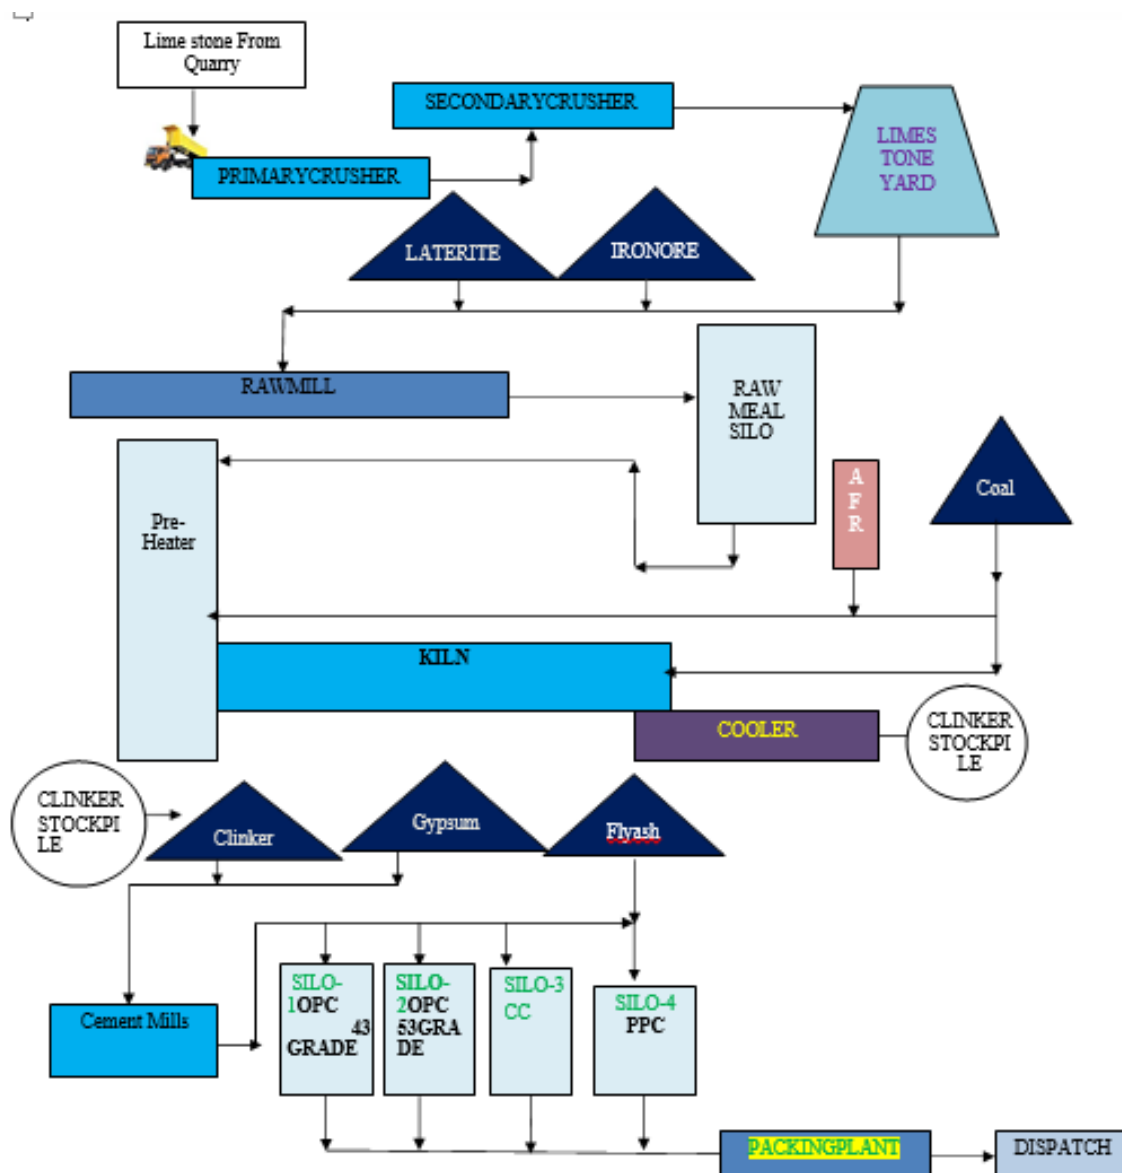 Lime stone From
Quarry
SECONDARYCRUSHER
LIMES
TONE
YARD
PRIMARYCRUSHER
LATERITE
IRONORE
RAWMILL
RAW
MEAL
SILO
A
F
R
Coal
Pre-
Heater
KILN
COOLER
CLINKER
STOCKPI
LE
CLINKER
STOCKPI
LE
Clinker
Gypsum
Flyash
Cement Mills
SILO-
1OPC
43
GRADE
SILO-
2OPC
53GRA
DE
SILO-3
CC
SILO-4
PPC
PACKINGPLANT
DISPATCH